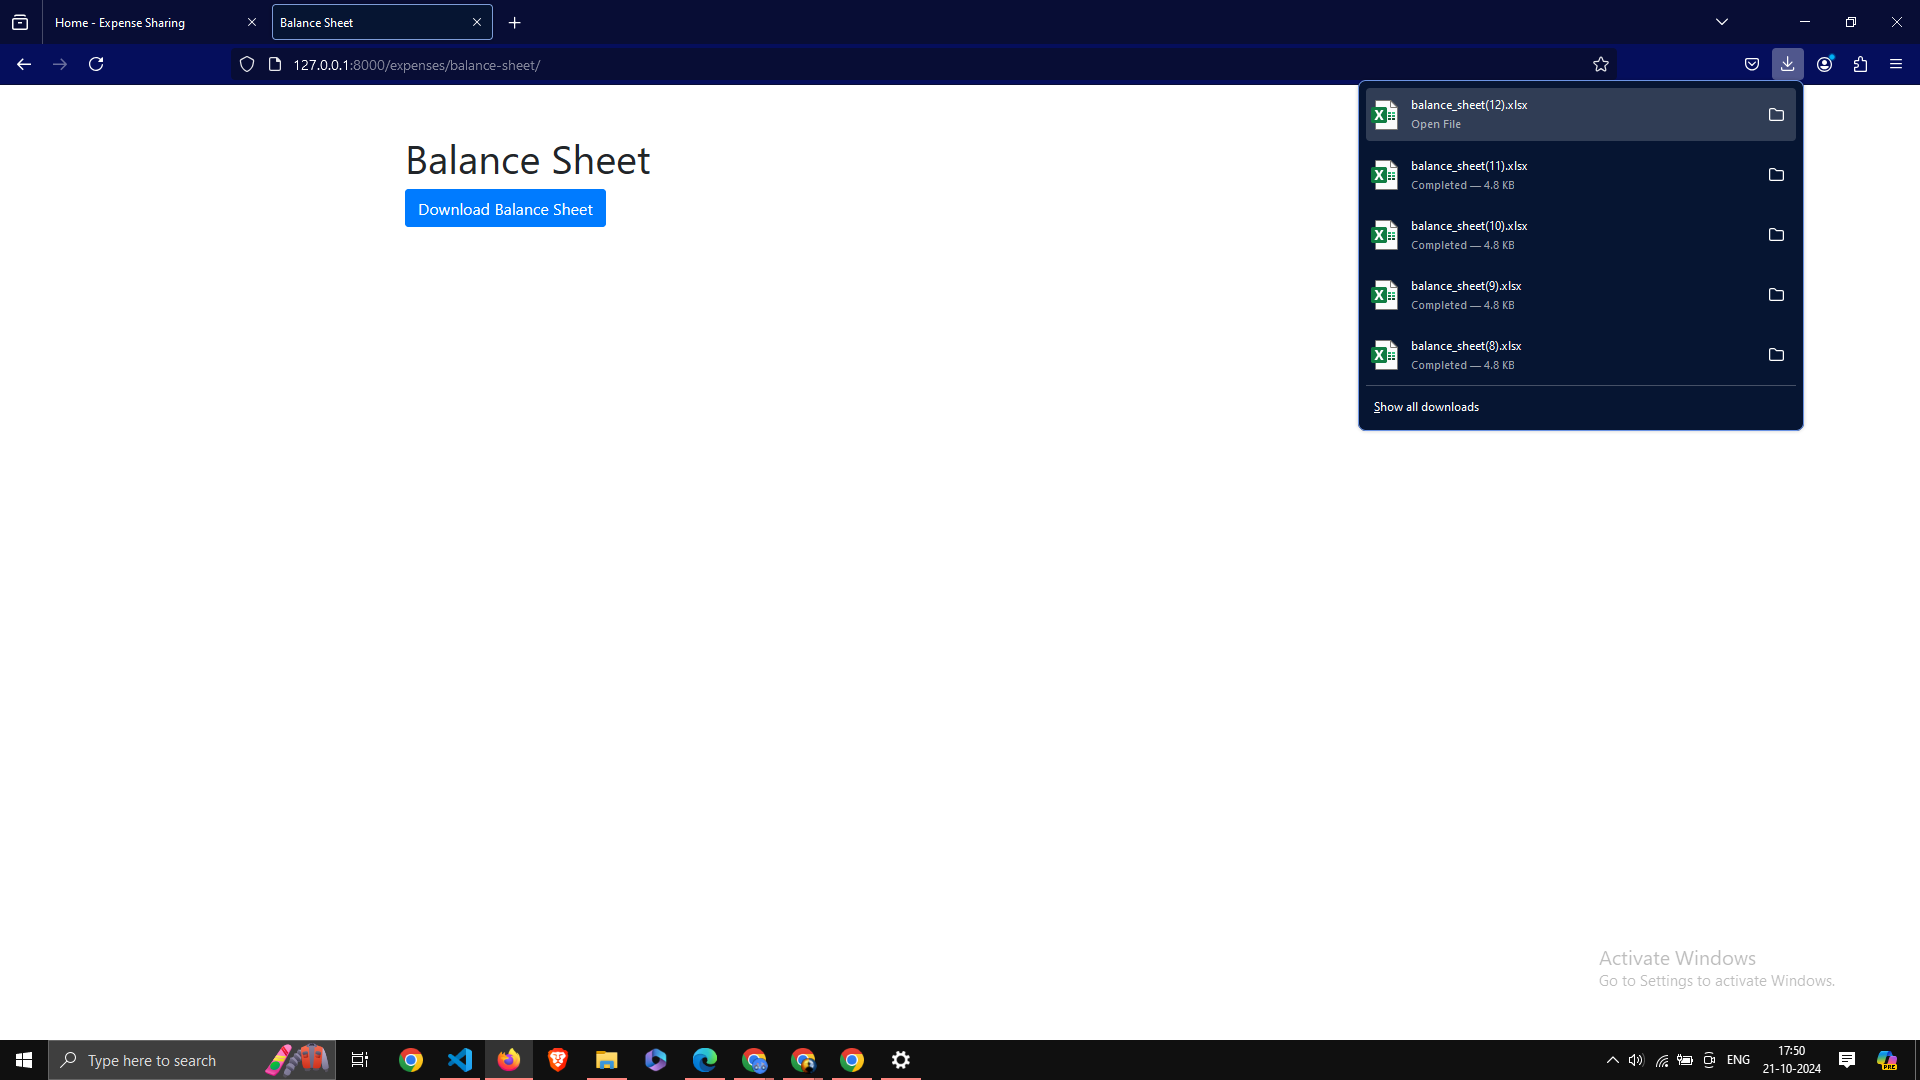 Home - Expense Sharing
Balance Sheet
127.0.0.1:8000/expenses/balance-sheet/
balance_sheet(12).xlsx
Open File
balance_sheet(11).xlsx
Completed — 4.8 KB
balance_sheet(10).xlsx
Completed — 4.8 KB
balance_sheet(9).xlsx
Completed — 4.8 KB
balance_sheet(8).xlsx
Completed — 4.8 KB
Show all downloads
Balance Sheet
Download Balance Sheet
Activate Windows
Go to Settings to activate Windows.
Type here to search
ENG
17:50
21-10-2024
PRE